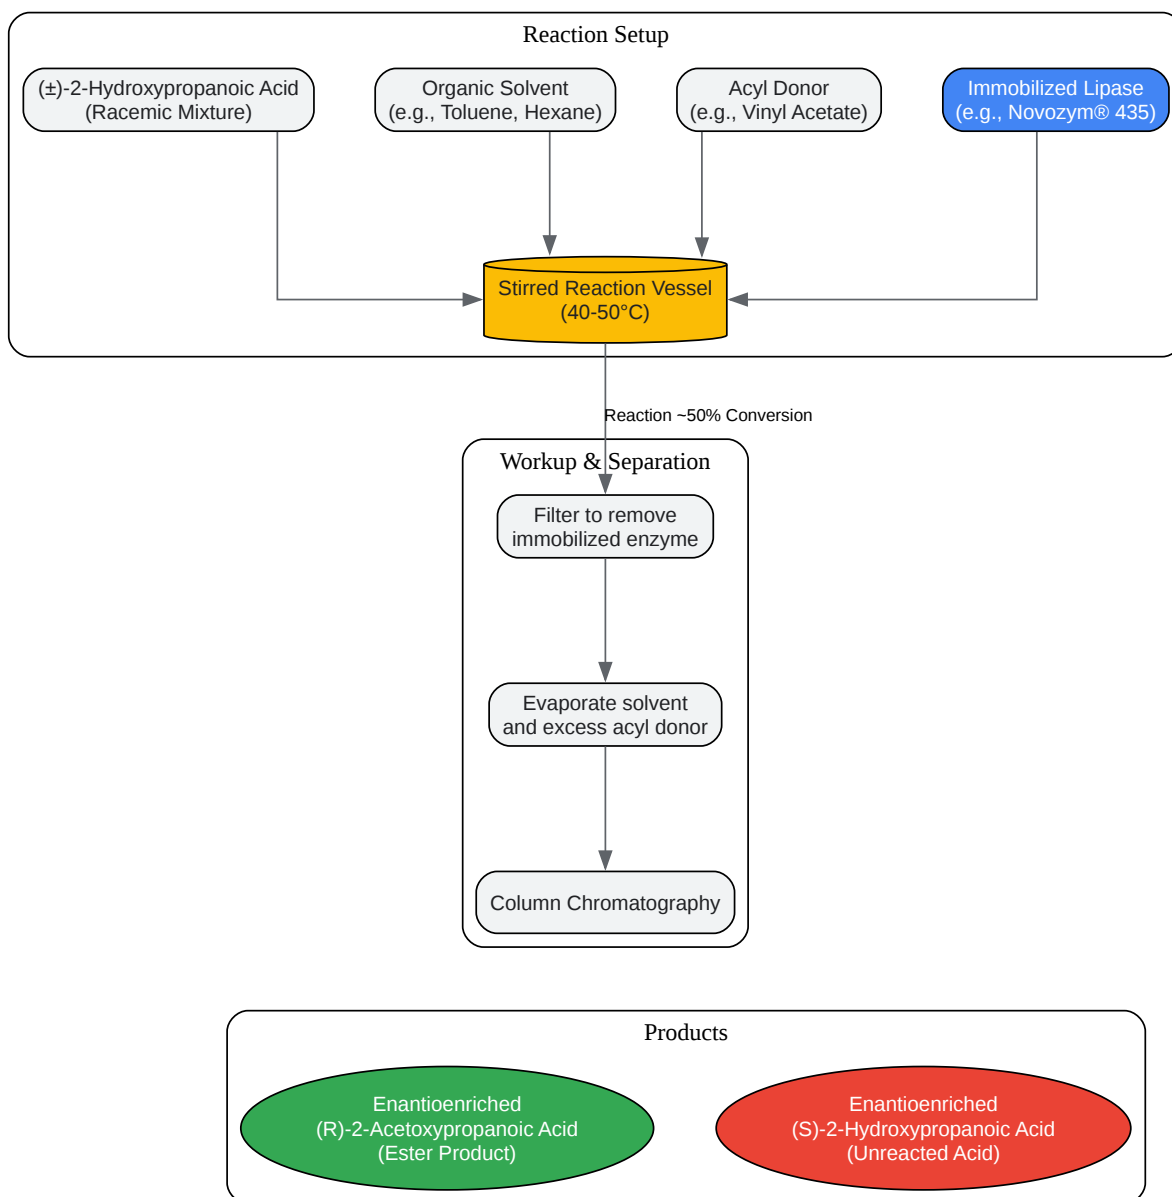 Reaction Setup
(±)-2-Hydroxypropanoic Acid
(Racemic Mixture)
Organic Solvent
(e.g., Toluene, Hexane)
Acyl Donor
(e.g., Vinyl Acetate)
Immobilized Lipase
(e.g., Novozym® 435)
Stirred Reaction Vessel
(40-50°C)
Reaction ~50% Conversion
Workup & Separation
Filter to remove
immobilized enzyme
Evaporate solvent
and excess acyl donor
Column Chromatography
Products
Enantioenriched
(R)-2-Acetoxypropanoic Acid
(Ester Product)
Enantioenriched
(S)-2-Hydroxypropanoic Acid
(Unreacted Acid)